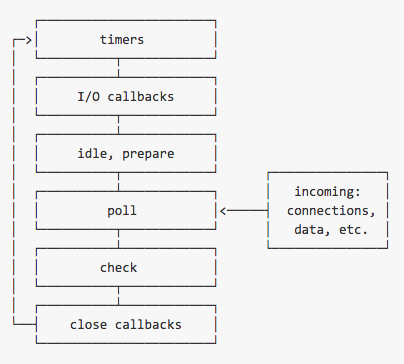 timers
I/O callbacks
idle, prepare
incoming:
connections,
data, etc.
poll
check
close callbacks